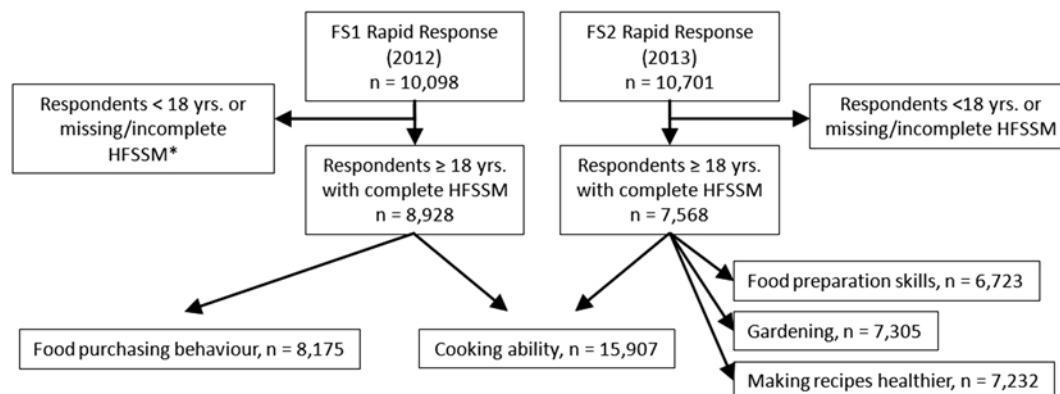 FS1 Rapid Response
(2012)
n = 10,098
FS2 Rapid Response
(2013)
n = 10,701
Respondents < 18 yrs. or
missing/incomplete
HFSSM*
Respondents <18 yrs. or
missing/incomplete HFSSM
Respondents ≥ 18 yrs.
with complete HFSSM
n = 8,928
Respondents ≥ 18 yrs.
with complete HFSSM
n = 7,568
Food preparation skills, n = 6,723
Food purchasing behaviour, n = 8,175
Cooking ability, n = 15,907
Gardening, n = 7,305
Making recipes healthier, n = 7,232